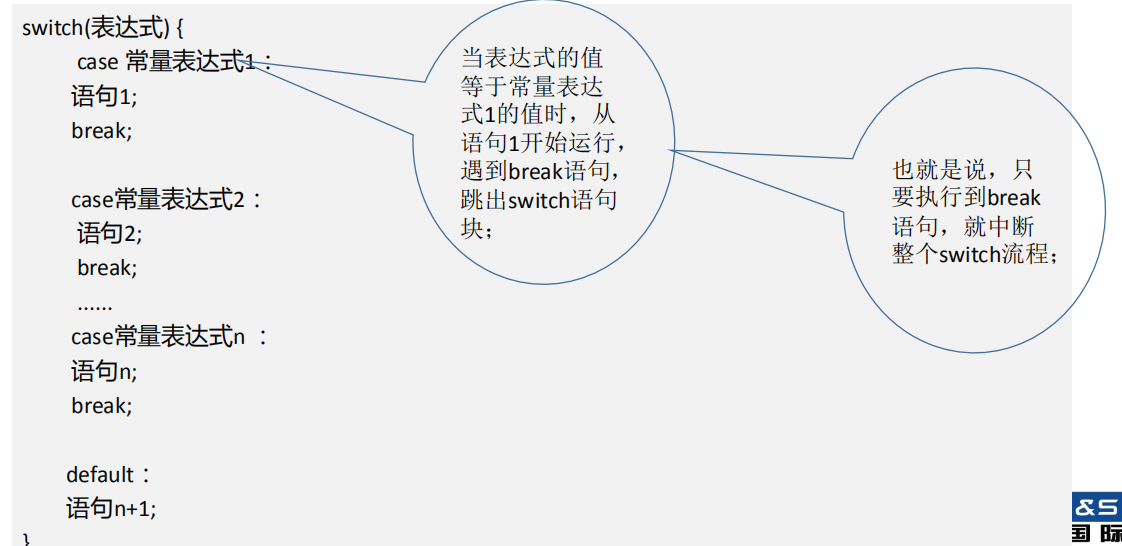 switch(表达式) {
case 常量表达式1：
语句1;
break;
case常量表达式2：
语句2;
break;
......
case常量表达式n ：
语句n;
break;
default：
语句n+1;
}
当表达式的值
等于常量表达
式1的值时，从
语句1开始运行，
遇到break语句，
跳出switch语句
块；
也就是说，只
要执行到break
语句，就中断
整个switch流程；
&S
国际